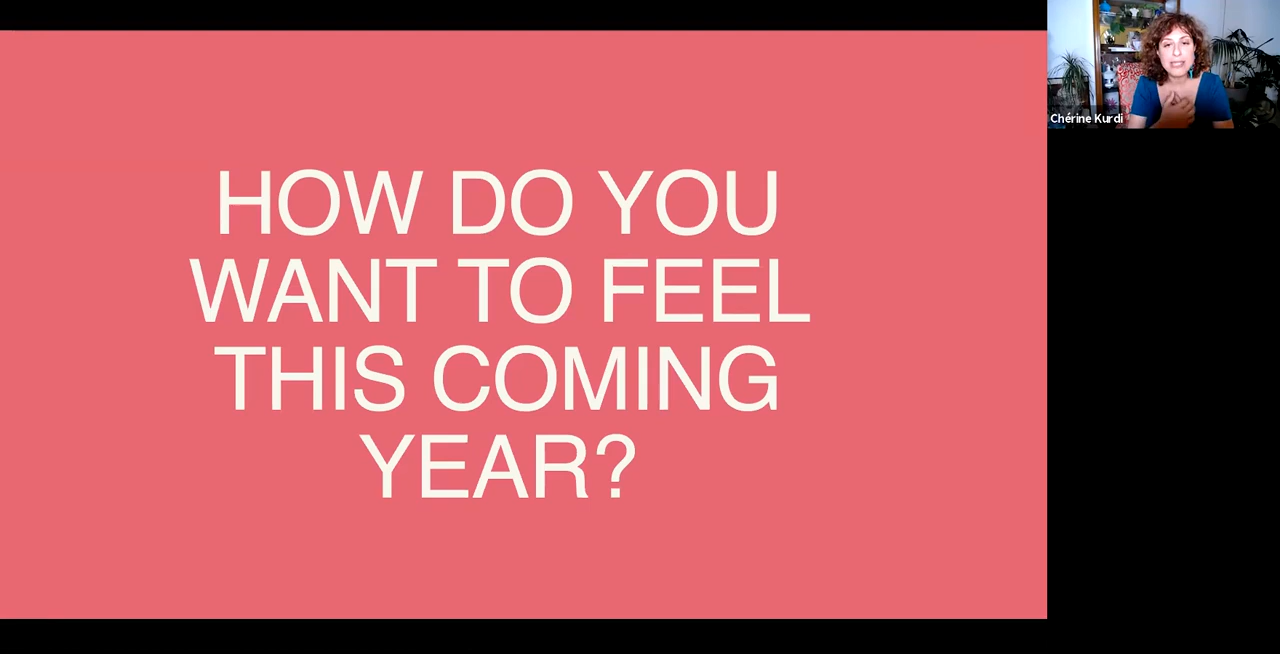 HOW DO YOU
WANT TO FEEL
THIS COMING
YEAR?
Chérine Kurdi